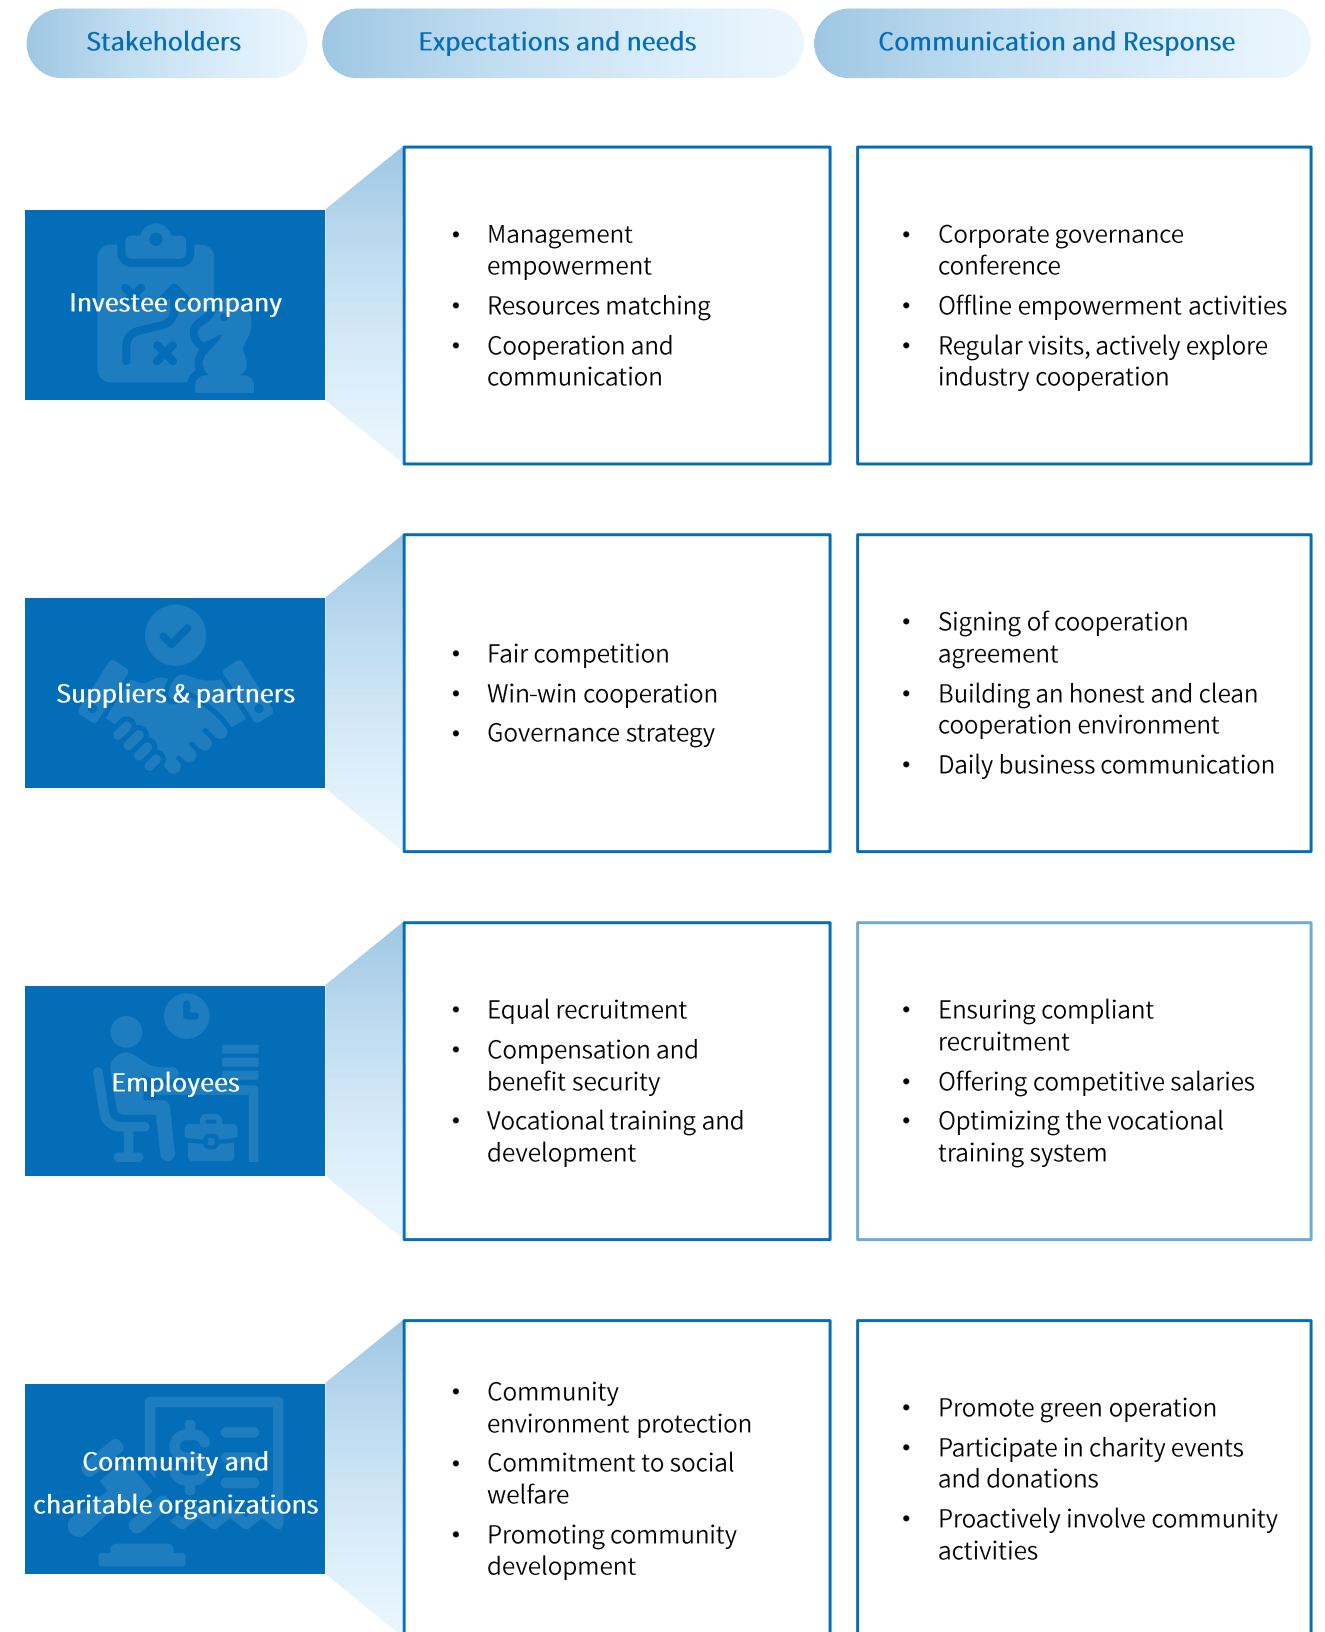 Stakeholders
Expectations and needs
Communication and Response
Investee company
• Management
empowerment
• Resources matching
• Cooperation and
communication
• Corporate governance
conference
• Offline empowerment activities
• Regular visits, actively explore
industry cooperation
Suppliers & partners
• Fair competition
• Win-win cooperation
• Governance strategy
• Signing of cooperation
agreement
• Building an honest and clean
cooperation environment
• Daily business communication
Employees
• Equal recruitment
• Compensation and
benefit security
• Vocational training and
development
• Ensuring compliant
recruitment
• Offering competitive salaries
• Optimizing the vocational
training system
Community and
charitable organizations
• Community
environment protection
• Commitment to social
welfare
• Promoting community
development
• Promote green operation
• Participate in charity events
and donations
• Proactively involve community
activities